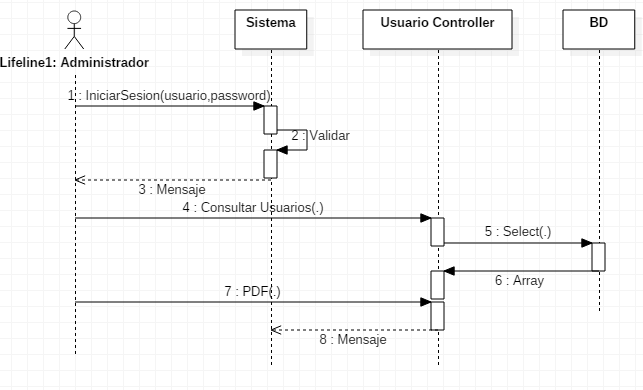 Sistema
Usuario Controller
BD
Lifeline1: Administrador
1 : IniciarSesion(usuario,password)
2 : Validar
3 : Mensaje
4 : Consultar Usuarios(.)
5 : Select(.)
6 : Array
7 : PDF(.)
8 : Mensaje